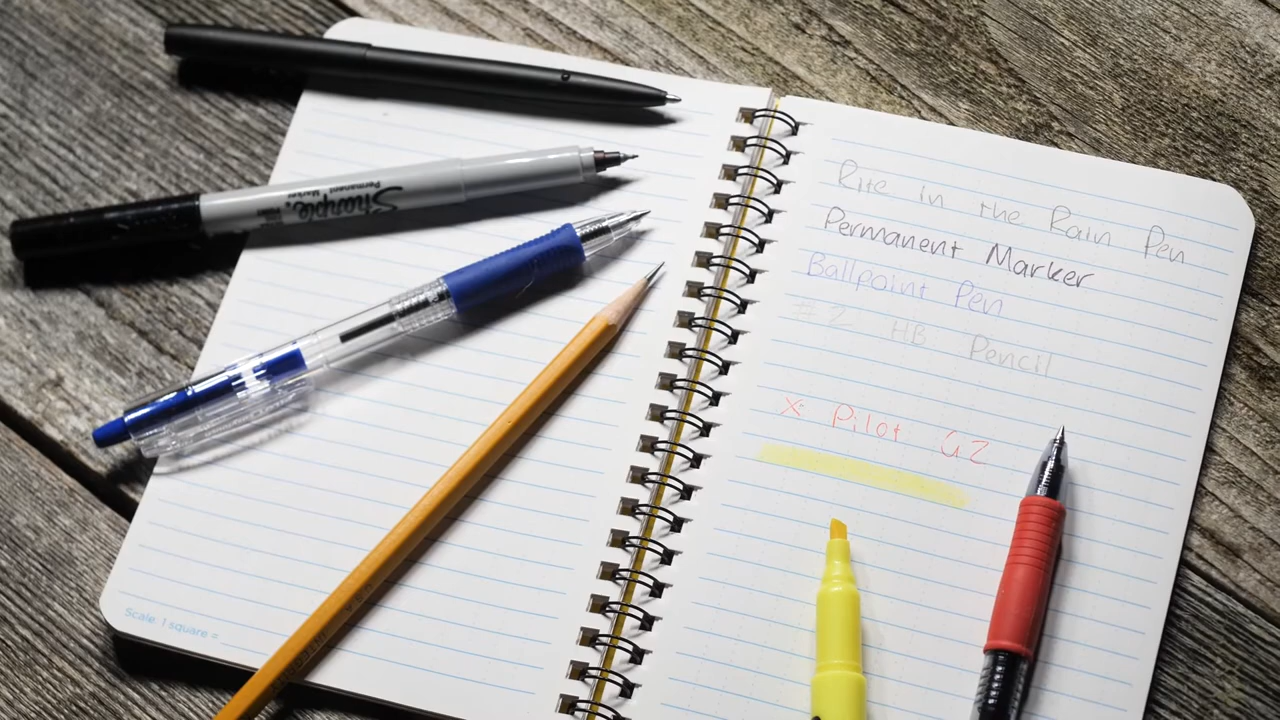 Sharpie
Permanent Marker
Rite in the Rain Pen
Permanent Marker
Ballpoint Pen
#2 HB Pencil
x Pilot G2
Scale: 1 square =